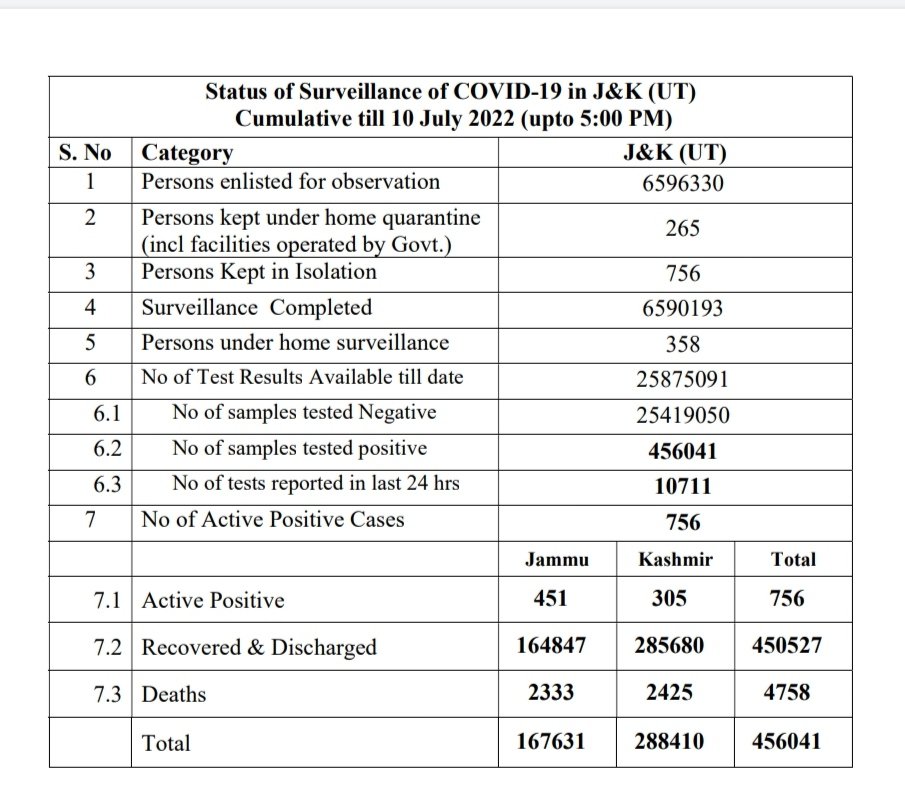 Status of Surveillance of COVID-19 in J&K (UT)
Cumulative till 10 July 2022 (upto 5:00 PM)
S. No Category J&K (UT)
1 Persons enlisted for observation 6596330
2 Persons kept under home quarantine
(incl facilities operated by Govt.) 265
3 Persons Kept in Isolation 756
4 Surveillance Completed 6590193
5 Persons under home surveillance 358
6 No of Test Results Available till date 25875091
6.1 No of samples tested Negative 25419050
6.2 No of samples tested positive 456041
6.3 No of tests reported in last 24 hrs 10711
7 No of Active Positive Cases 756
Jammu Kashmir Total
7.1 Active Positive 451 305 756
7.2 Recovered & Discharged 164847 285680 450527
7.3 Deaths 2333 2425 4758
Total 167631 288410 456041